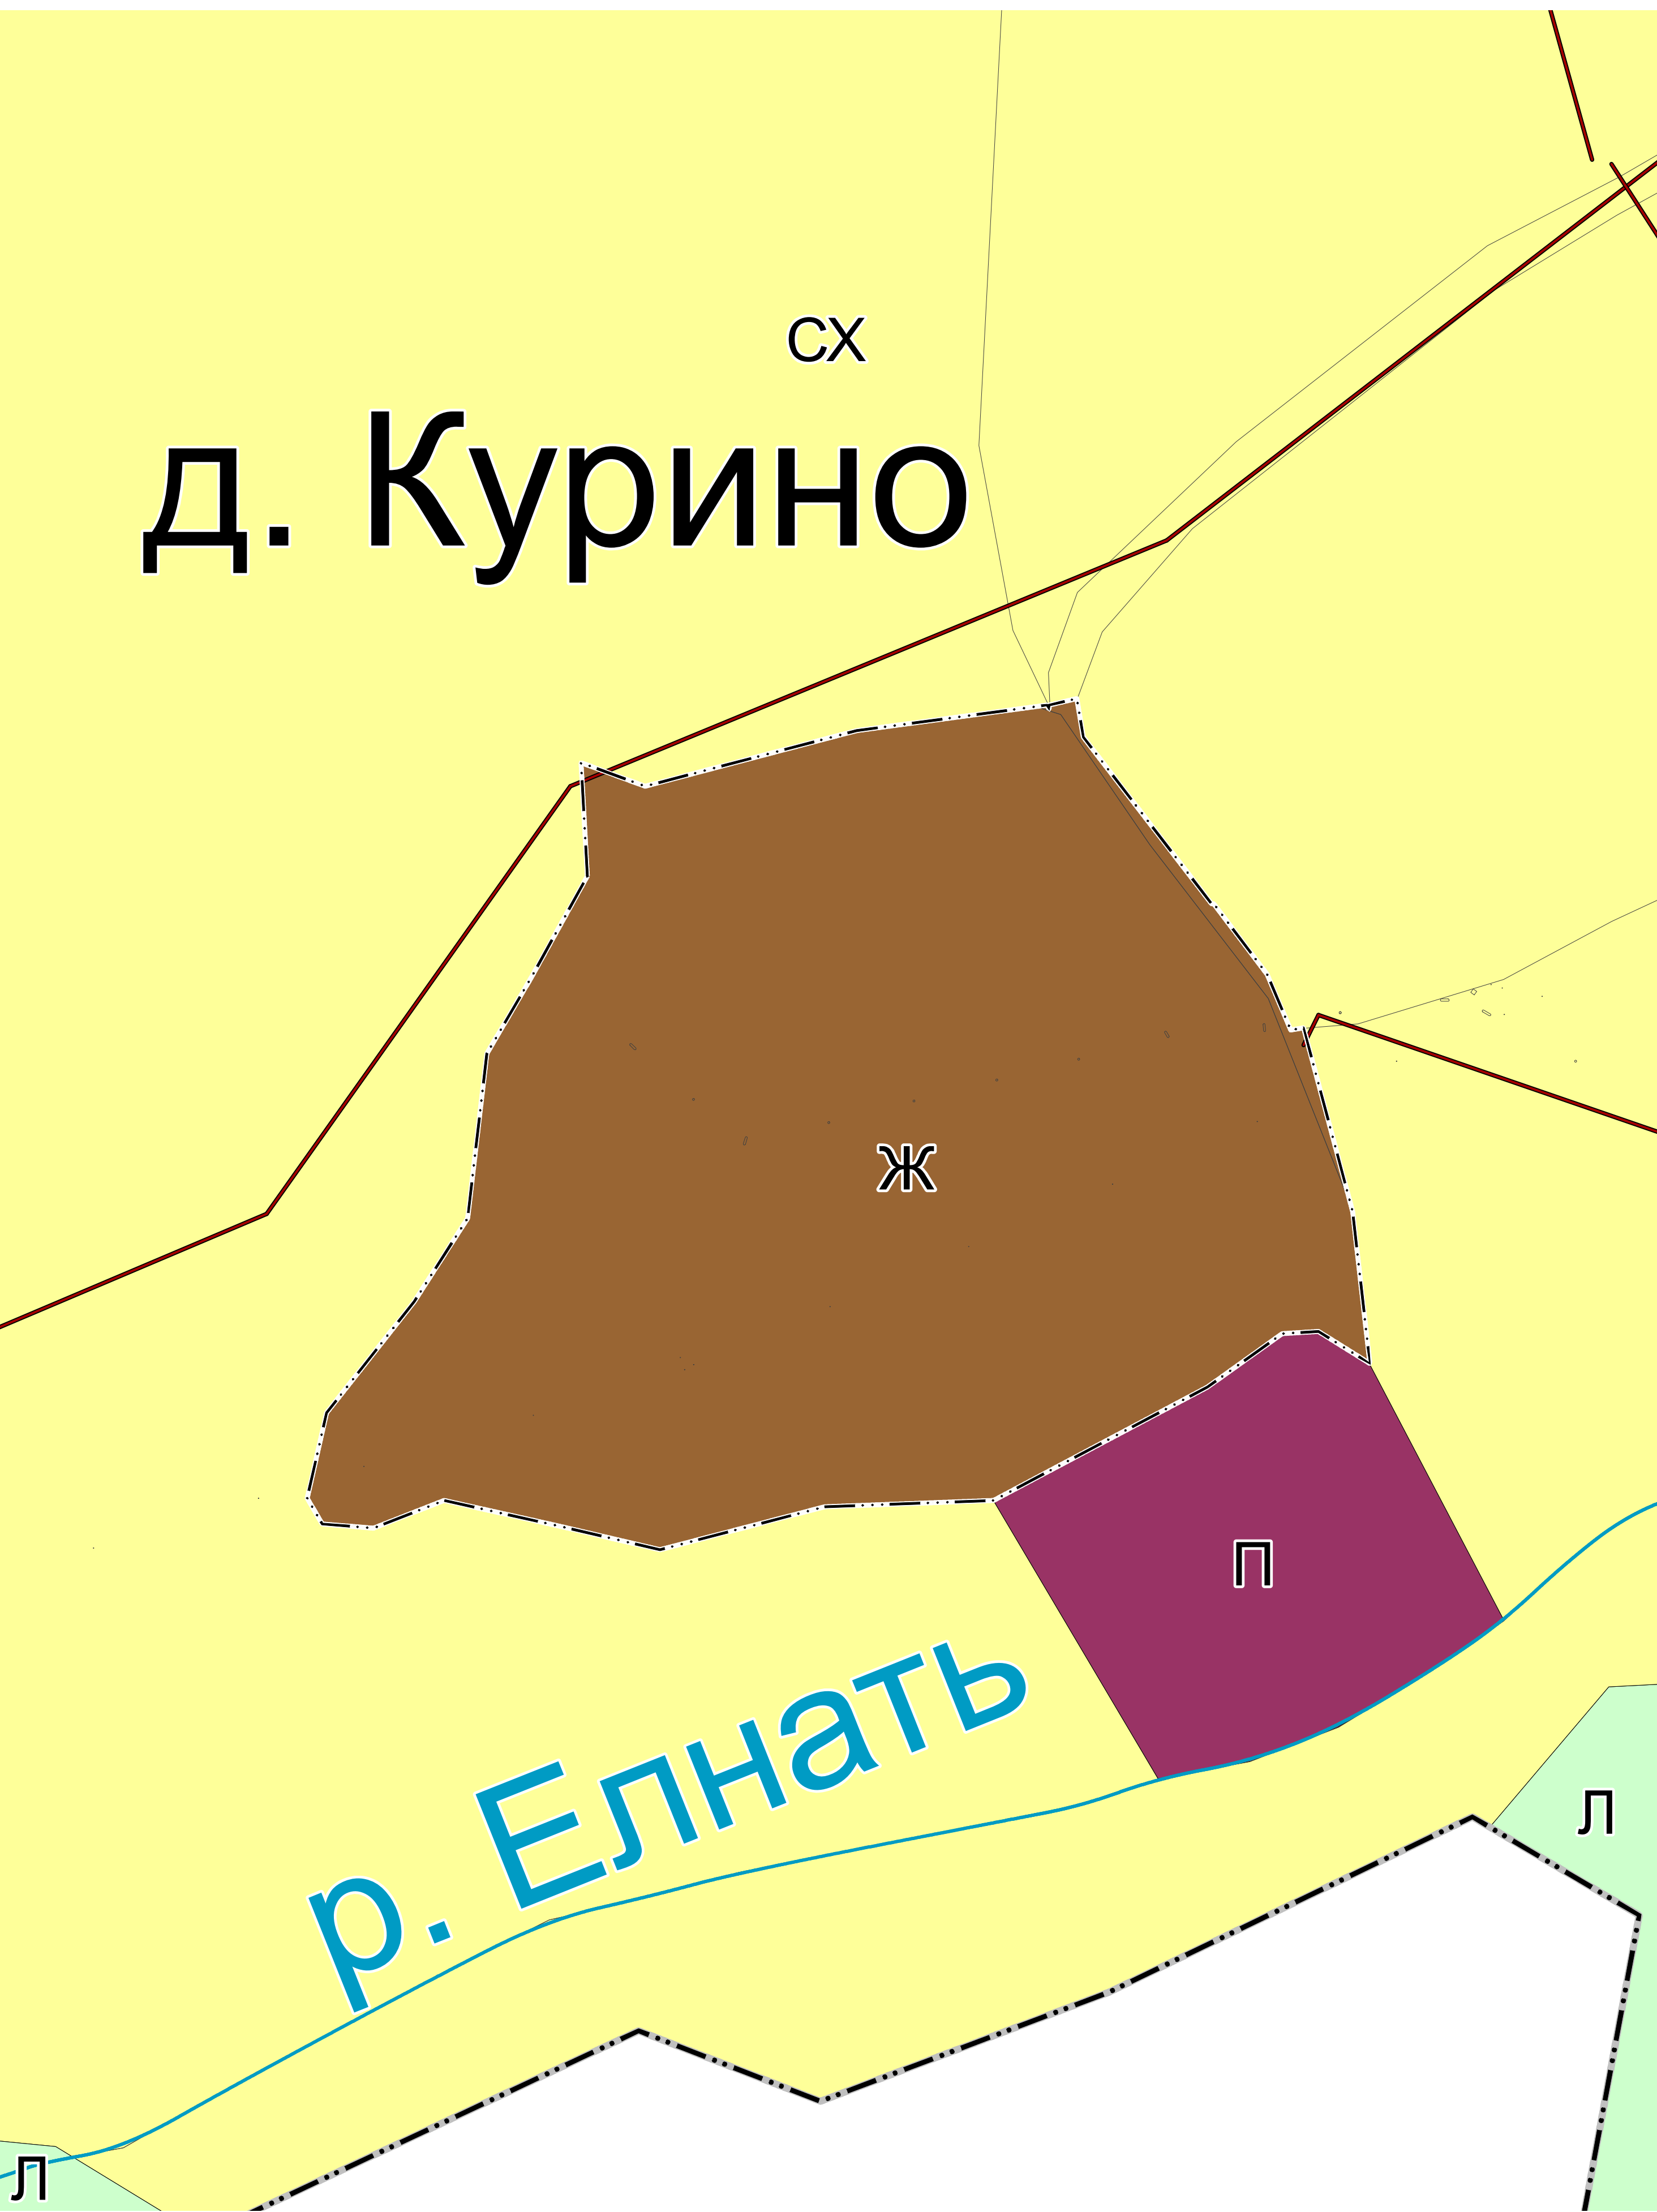 СХ
д. Курино
Ж
П
р. Елнать
Л
Л